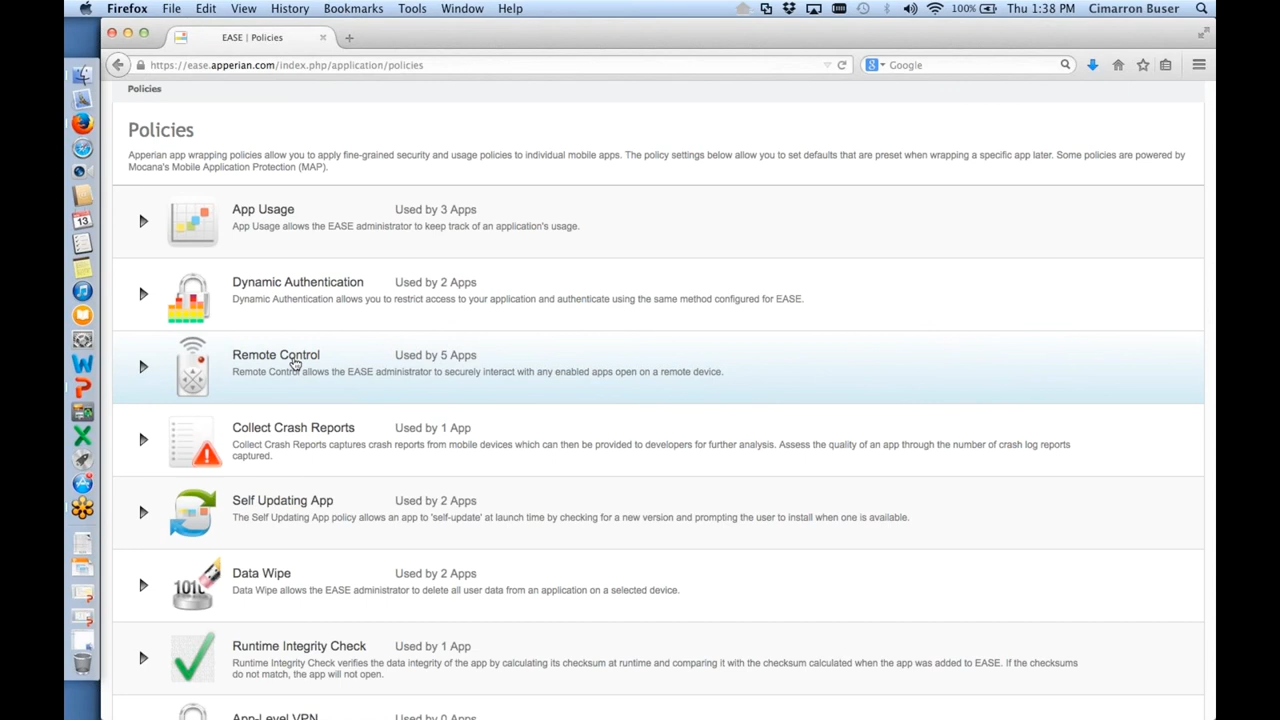 Firefox File Edit View History Bookmarks Tools Window Help 100% Thu 1:38 PM Cimarron Buser
EASE | Policies
https://ease.apperian.com/index.php/application/policies Google
Policies
Policies
Apperian app wrapping policies allow you to apply fine-grained security and usage policies to individual mobile apps. The policy settings below allow you to set defaults that are preset when wrapping a specific app later. Some policies are powered by
Mocana's Mobile Application Protection (MAP).
App Usage Used by 3 Apps
App Usage allows the EASE administrator to keep track of an application's usage.
Dynamic Authentication Used by 2 Apps
Dynamic Authentication allows you to restrict access to your application and authenticate using the same method configured for EASE.
Remote Control Used by 5 Apps
Remote Control allows the EASE administrator to securely interact with any enabled apps open on a remote device.
Collect Crash Reports Used by 1 App
Collect Crash Reports captures crash reports from mobile devices which can then be provided to developers for further analysis. Assess the quality of an app through the number of crash log reports
captured.
Self Updating App Used by 2 Apps
The Self Updating App policy allows an app to 'self-update' at launch time by checking for a new version and prompting the user to install when one is available.
Data Wipe Used by 2 Apps
Data Wipe allows the EASE administrator to delete all user data from an application on a selected device.
Runtime Integrity Check Used by 1 App
Runtime Integrity Check verifies the data integrity of the app by calculating its checksum at runtime and comparing it with the checksum calculated when the app was added to EASE. If the checksums
do not match, the app will not open.
App-Level VPN Used by 0 Apps